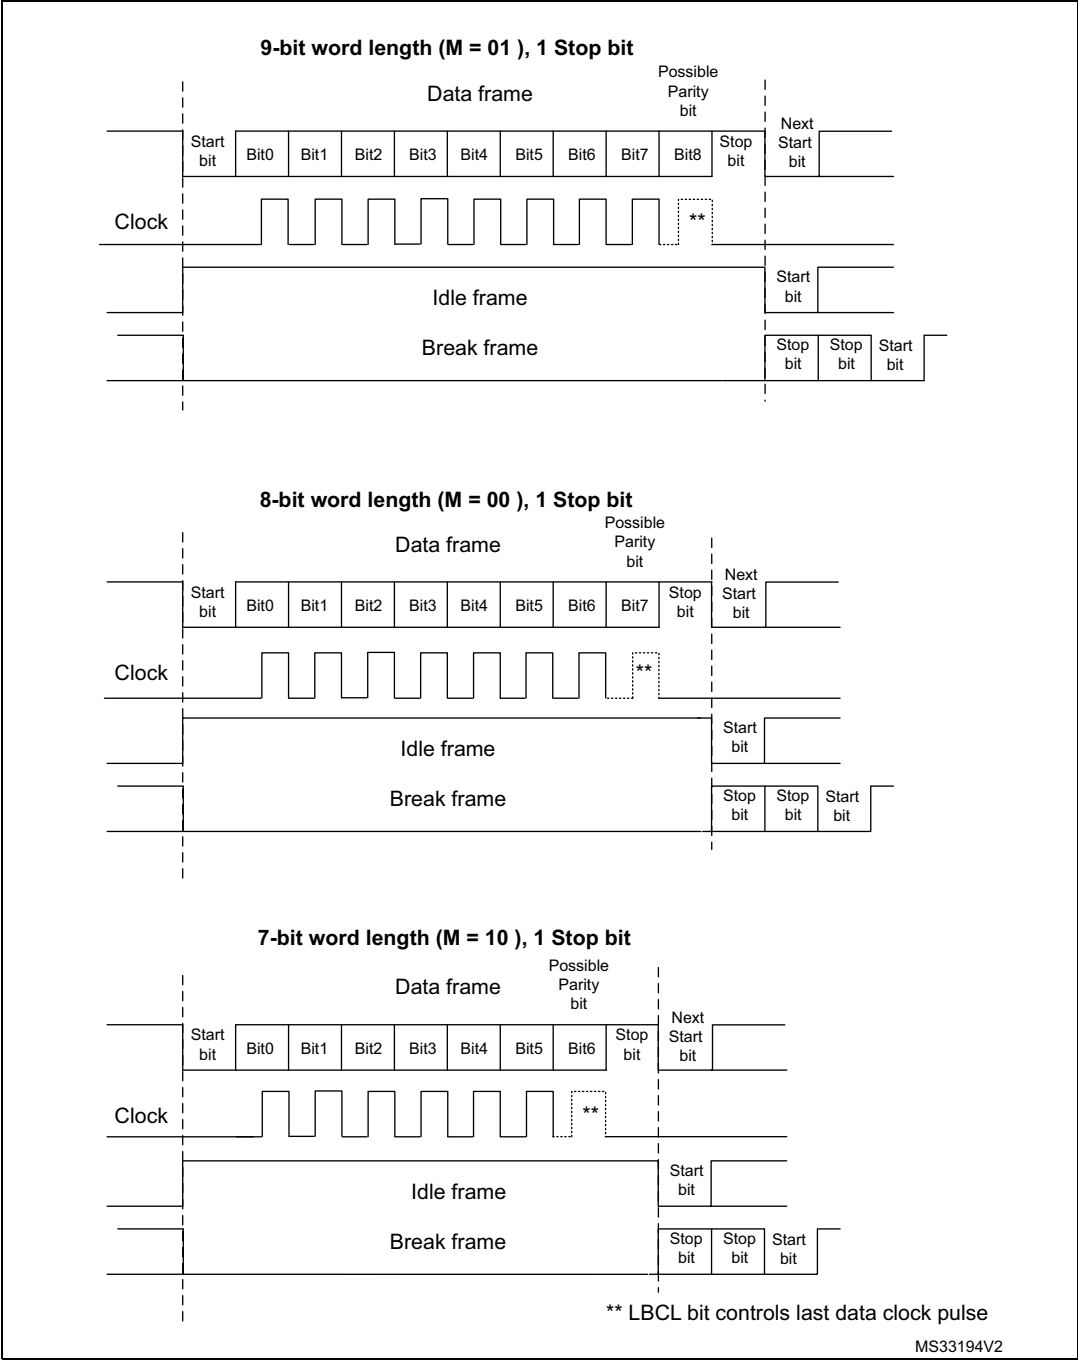 9-bit word length (M = 01 ), 1 Stop bit
Possible
Parity
bit
Data frame
Next
Start
bit
Start
bit
Bit0
Bit1
Bit2
Bit3
Bit4
Bit5
Bit6
Bit7
Bit8
Stop
bit
Clock
**
Idle frame
Start
bit
Break frame
Stop
bit
Stop
bit
Start
bit
8-bit word length (M = 00 ), 1 Stop bit
Possible
Parity
bit
Data frame
Next
Start
bit
Start
bit
Bit0
Bit1
Bit2
Bit3
Bit4
Bit5
Bit6
Bit7
Stop
bit
Clock
**
Idle frame
Start
bit
Break frame
Stop
bit
Stop
bit
Start
bit
7-bit word length (M = 10 ), 1 Stop bit
Possible
Parity
bit
Data frame
Next
Start
bit
Start
bit
Bit0
Bit1
Bit2
Bit3
Bit4
Bit5
Bit6
Stop
bit
Clock
**
Idle frame
Start
bit
Break frame
Stop
bit
Stop
bit
Start
bit
** LBCL bit controls last data clock pulse
MS33194V2